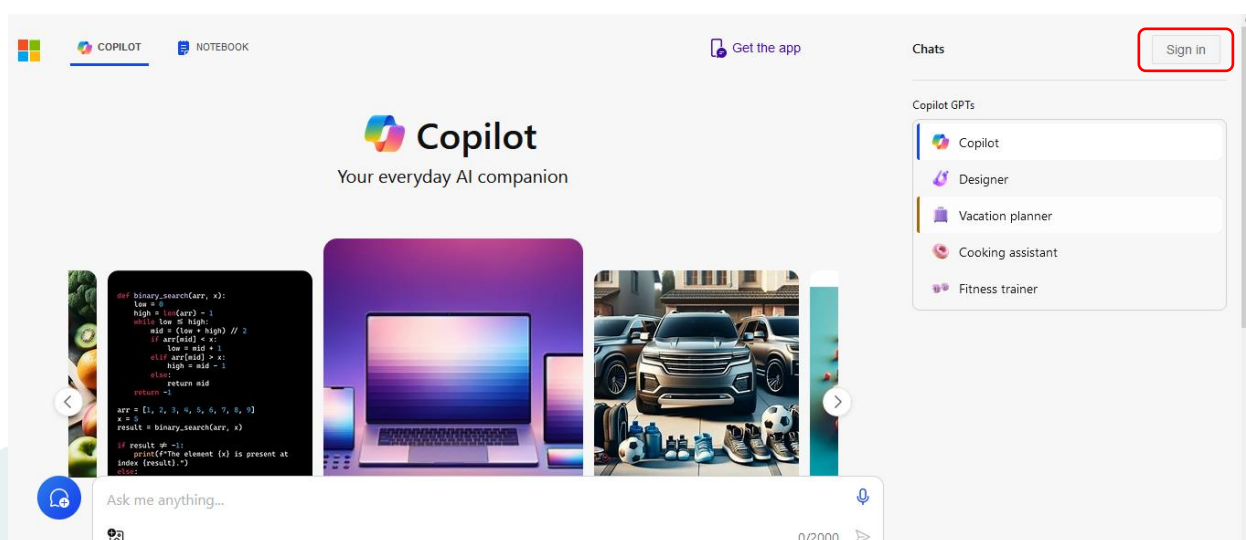 COPILOT
NOTEBOOK
Get the app
Chats
Sign in
Copilot
Your everyday AI companion
Copilot GPTs
Copilot
Designer
Vacation planner
Cooking assistant
Fitness trainer
def binary_search(arr, x):
low = 0
high = len(arr) - 1
while low ≤ high:
mid = (low + high) // 2
if arr[mid] < x:
low = mid + 1
elif arr[mid] > x:
high = mid - 1
else:
return mid
return -1
arr = [1, 2, 3, 4, 5, 6, 7, 8, 9]
x = 5
result = binary_search(arr, x)
if result ≠ -1:
print(f"The element {x} is present at
index {result}.")
else:
Ask me anything...
0/2000